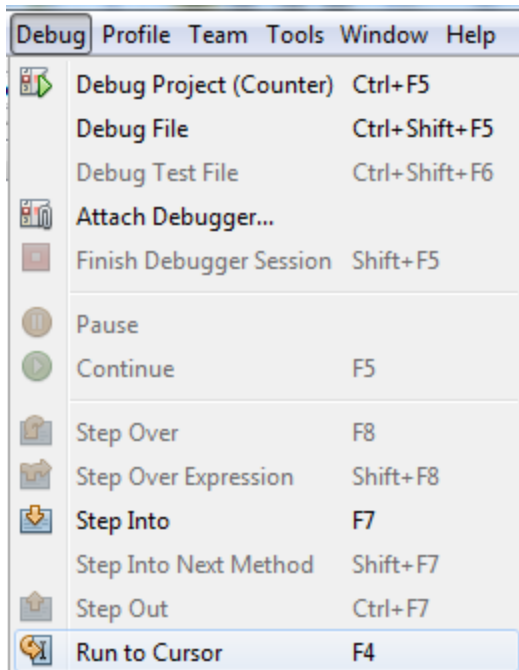 Debug Profile Team Tools Window Help
Debug Project (Counter) Ctrl+F5
Debug File Ctrl+Shift+F5
Debug Test File Ctrl+Shift+F6
Attach Debugger...
Finish Debugger Session Shift+F5
Pause
Continue F5
Step Over F8
Step Over Expression Shift+F8
Step Into F7
Step Into Next Method Shift+F7
Step Out Ctrl+F7
Run to Cursor F4